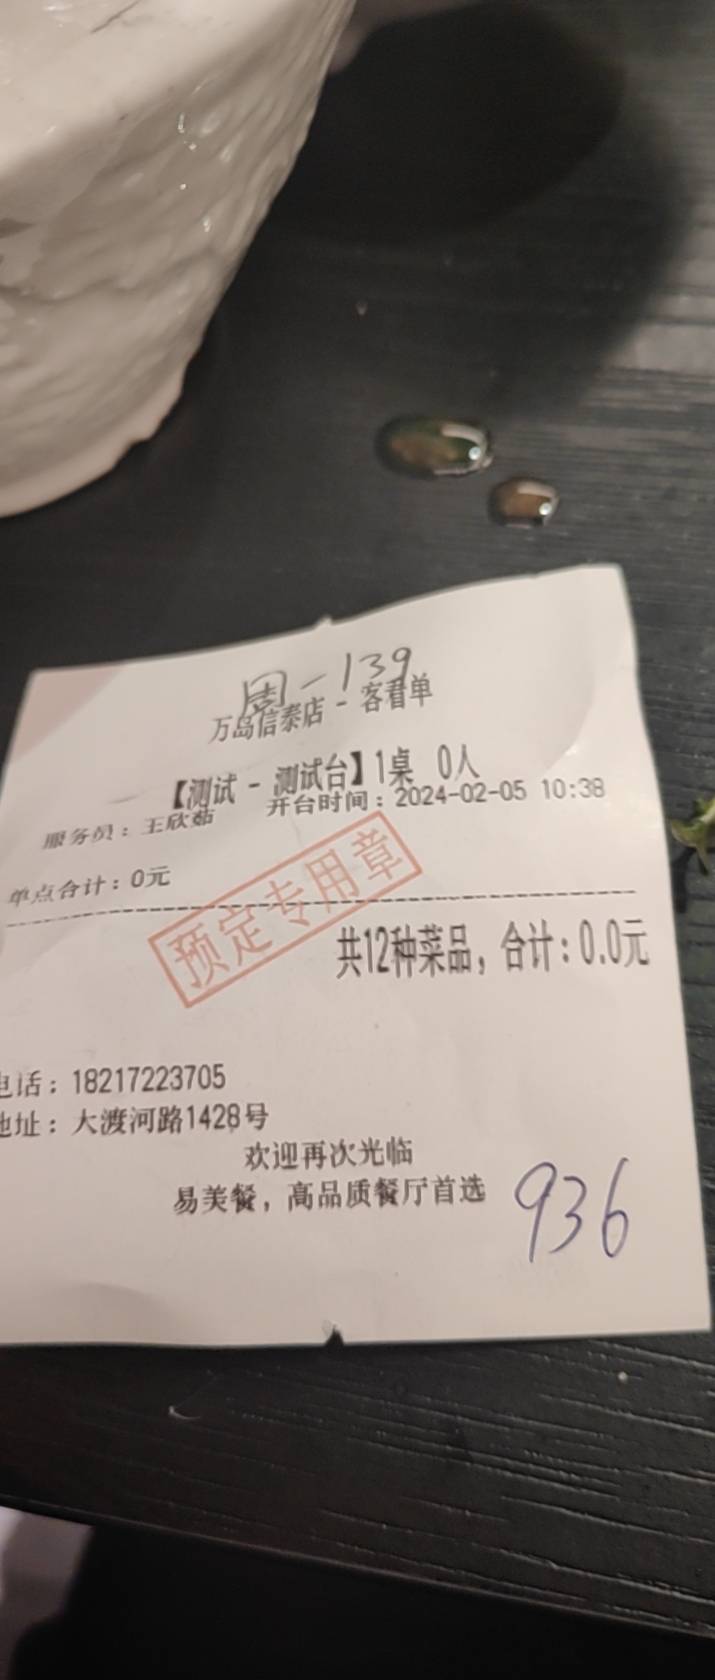 周-139
万岛信泰店 - 客看单
【测试 - 测试台】1桌 0人
服务员：王欣茹 开台时间：2024-02-05 10:38
单点合计：0元
预定专用章
共12种菜品，合计：0.0元
电话：18217223705
地址：大渡河路1428号
欢迎再次光临
易美餐，高品质餐厅首选
936